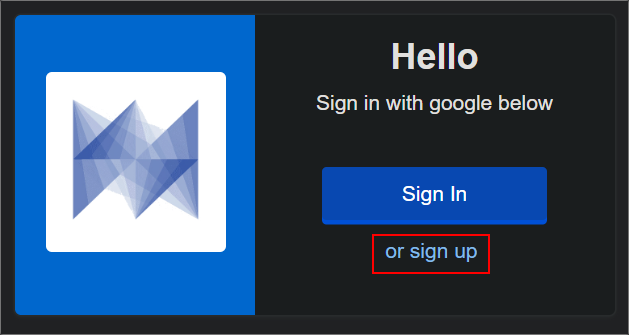 Hello
Sign in with google below
Sign In
or sign up